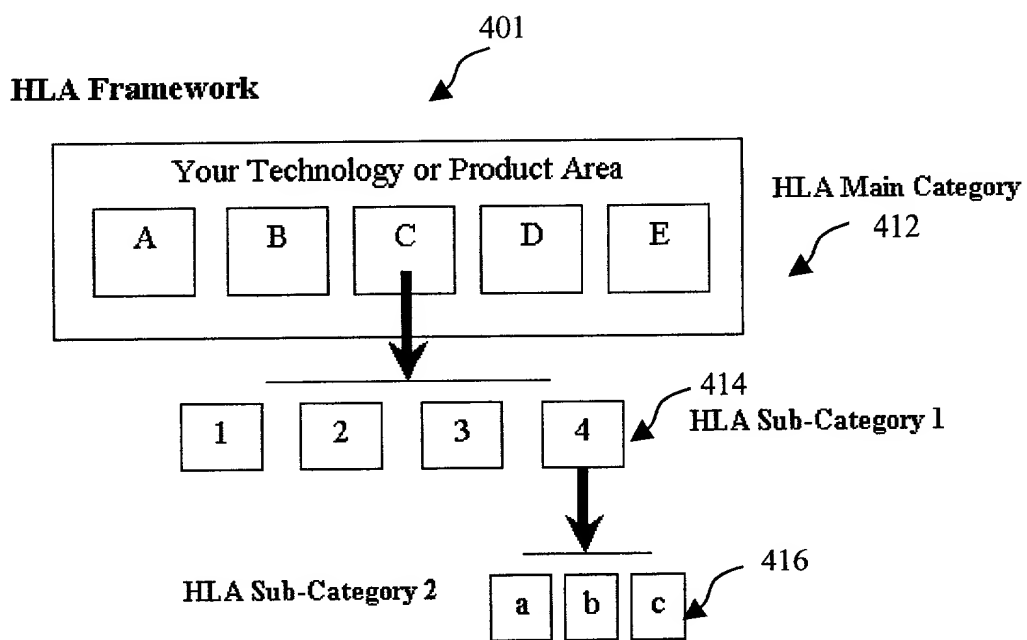 401
HLA Framework
Your Technology or Product Area
HLA Main Category
412
A B C D E
414
HLA Sub-Category 1
1 2 3 4
416
HLA Sub-Category 2
a b c